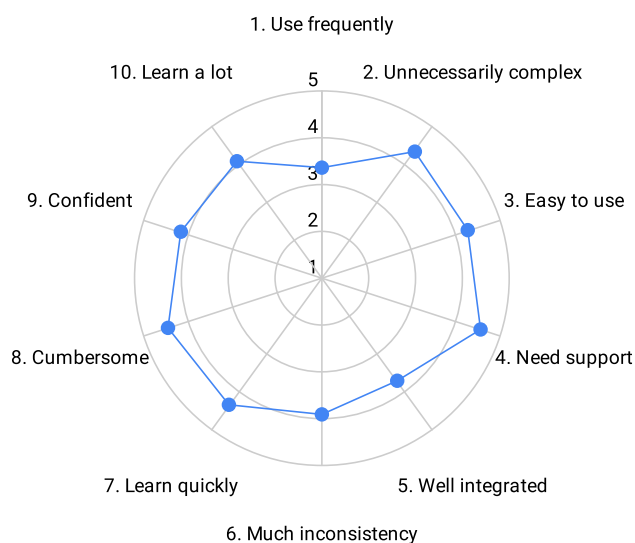 1. Use frequently
10. Learn a lot
2. Unnecessarily complex
5
4
3
2
1
9. Confident
3. Easy to use
8. Cumbersome
4. Need support
7. Learn quickly
5. Well integrated
6. Much inconsistency